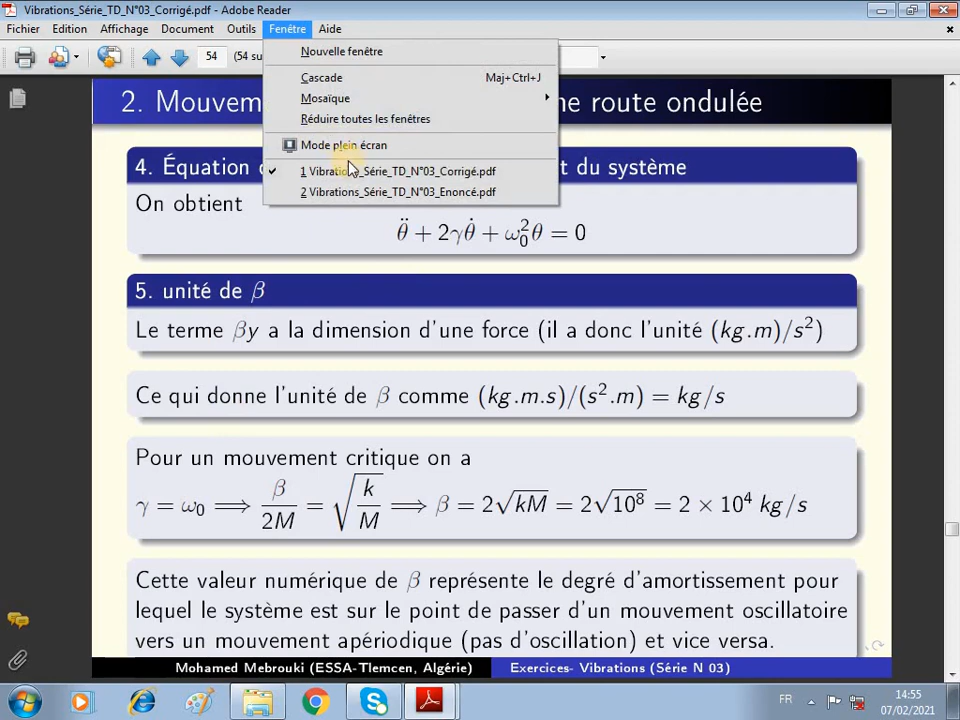 Vibrations_Série_TD_N°03_Corrigé.pdf - Adobe Reader
Fichier Edition Affichage Document Outils Fenêtre Aide
54 (54 su
Nouvelle fenêtre
Cascade Maj+Ctrl+J
Mosaïque
Réduire toutes les fenêtres
Mode plein écran
1 Vibrations_Série_TD_N°03_Corrigé.pdf
2 Vibrations_Série_TD_N°03_Enoncé.pdf
2. Mouvem ne route ondulée
4. Équation t du système
On obtient
θ̈ + 2γθ̇ + ω₀²θ = 0
5. unité de β
Le terme βy a la dimension d'une force (il a donc l'unité (kg.m)/s²)
Ce qui donne l'unité de β comme (kg.m.s)/(s².m) = kg/s
Pour un mouvement critique on a
γ = ω₀ ⟹ β/2M = √(k/M) ⟹ β = 2√kM = 2√10⁸ = 2 × 10⁴ kg/s
Cette valeur numérique de β représente le degré d'amortissement pour
lequel le système est sur le point de passer d'un mouvement oscillatoire
vers un mouvement apériodique (pas d'oscillation) et vice versa.
Mohamed Mebrouki (ESSA-Tlemcen, Algérie) Exercices- Vibrations (Série N 03)
FR
14:55
07/02/2021